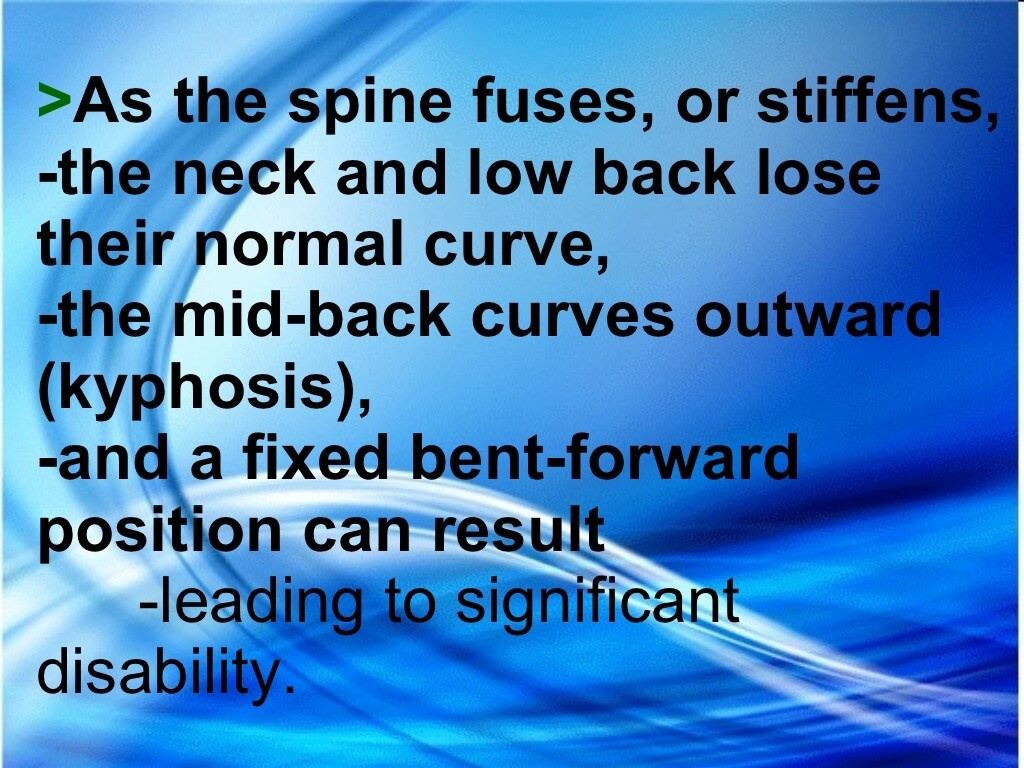 >As the spine fuses, or stiffens,
-the neck and low back lose
their normal curve,
-the mid-back curves outward
(kyphosis),
-and a fixed bent-forward
position can result
-leading to significant
disability.